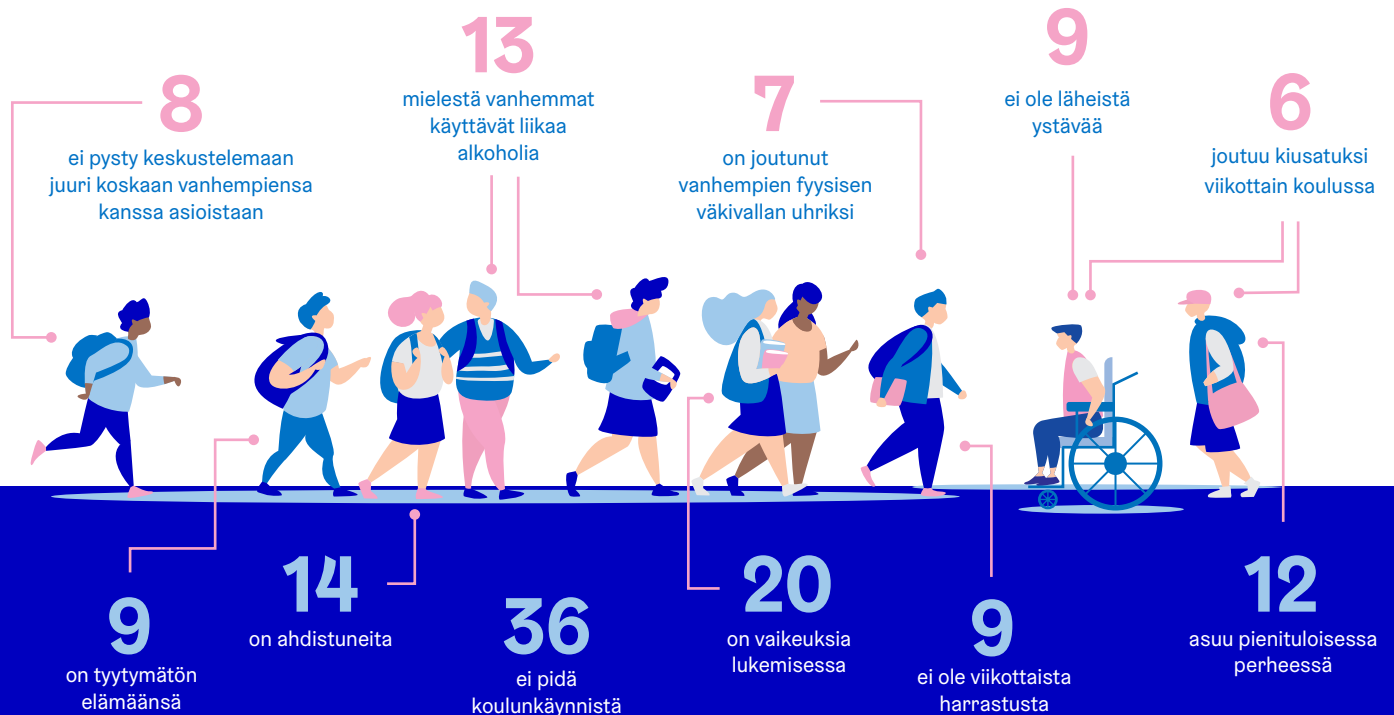 8
ei pysty keskustelemaan
juuri koskaan vanhempiensa
kanssa asioistaan
13
mielestä vanhemmat
käyttävät liikaa
alkoholia
7
on joutunut
vanhempien fyysisen
väkivallan uhriksi
9
ei ole läheistä
ystävää
6
joutuu kiusatuksi
viikottain koulussa
9
on tyytymätön
elämäänsä
14
on ahdistuneita
36
ei pidä
koulunkäynnistä
20
on vaikeuksia
lukemisessa
9
ei ole viikottaista
harrastusta
12
asuu pienituloisessa
perheessä